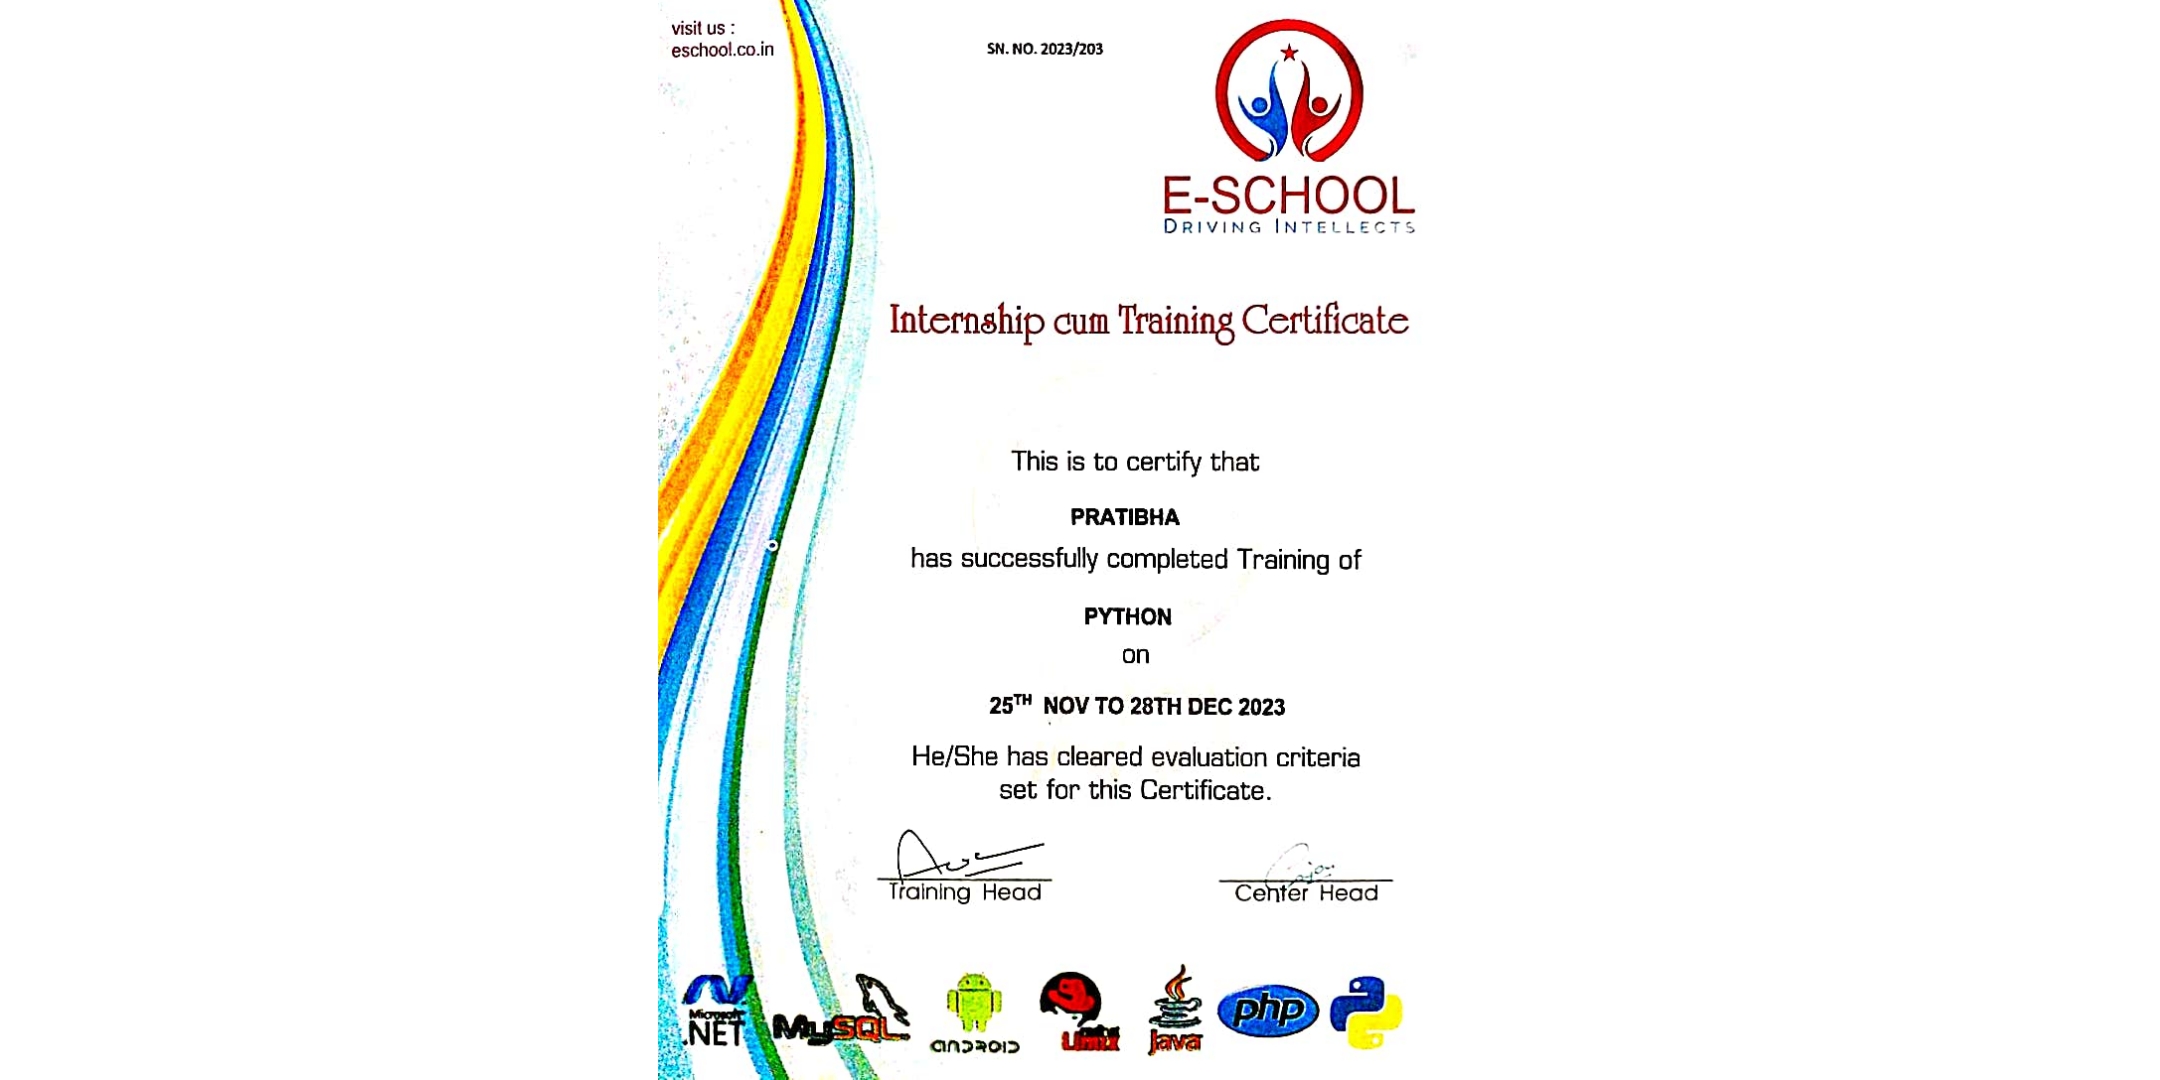 visit us :
eschool.co.in
SN. NO. 2023/203
E-SCHOOL
DRIVING INTELLECTS
Internship cum Training Certificate
This is to certify that
PRATIBHA
has successfully completed Training of
PYTHON
on
25TH NOV TO 28TH DEC 2023
He/She has cleared evaluation criteria
set for this Certificate.
Training Head
Center Head
Microsoft
.NET
MySQL
ANDROID
Linux
Java
php